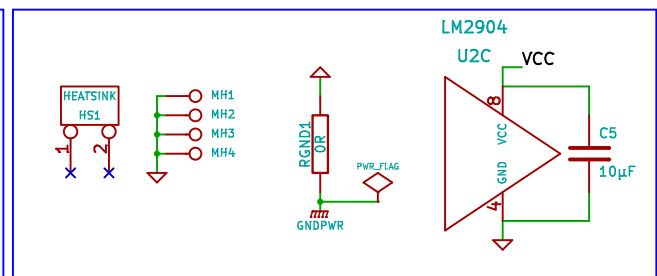 LM2904
U2C
VCC
HEATSINK
HS1
1
2
MH1
MH2
MH3
MH4
RGND1
0R
PWR_FLAG
GNDPWR
8
VCC
GND
4
C5
10µF